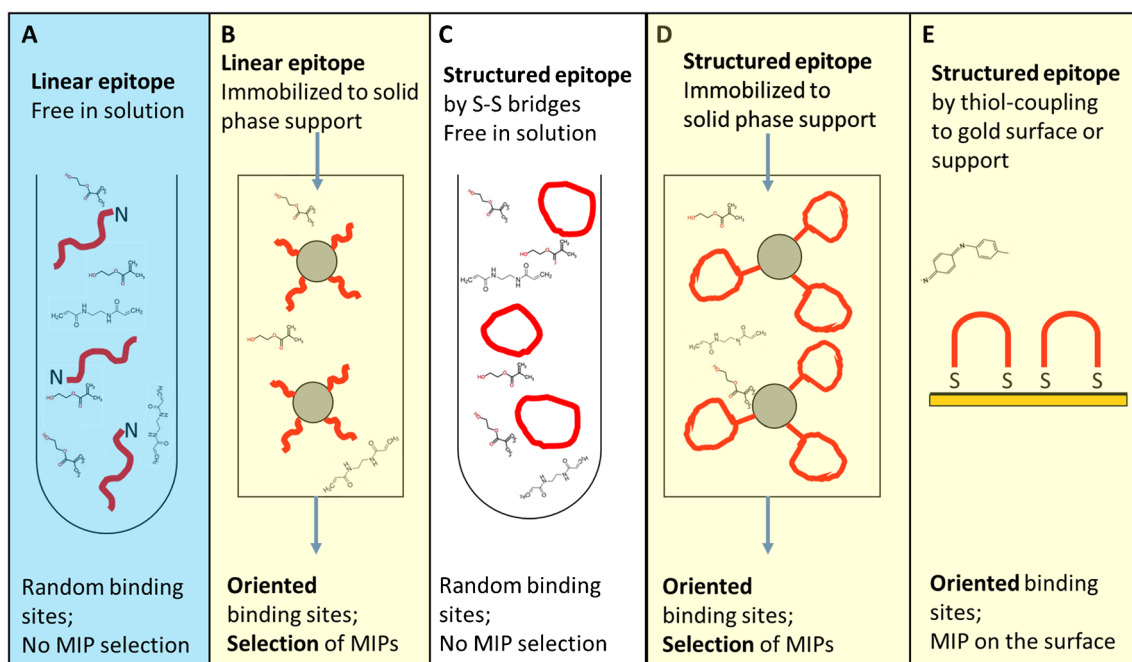 A
Linear epitope
Free in solution
N
N
N
Random binding
sites;
No MIP selection
B
Linear epitope
Immobilized to solid
phase support
Oriented
binding sites;
Selection of MIPs
C
Structured epitope
by S-S bridges
Free in solution
Random binding
sites;
No MIP selection
D
Structured epitope
Immobilized to
solid phase support
Oriented
binding sites;
Selection of MIPs
E
Structured epitope
by thiol-coupling
to gold surface or
support
S S S S
Oriented binding
sites;
MIP on the surface